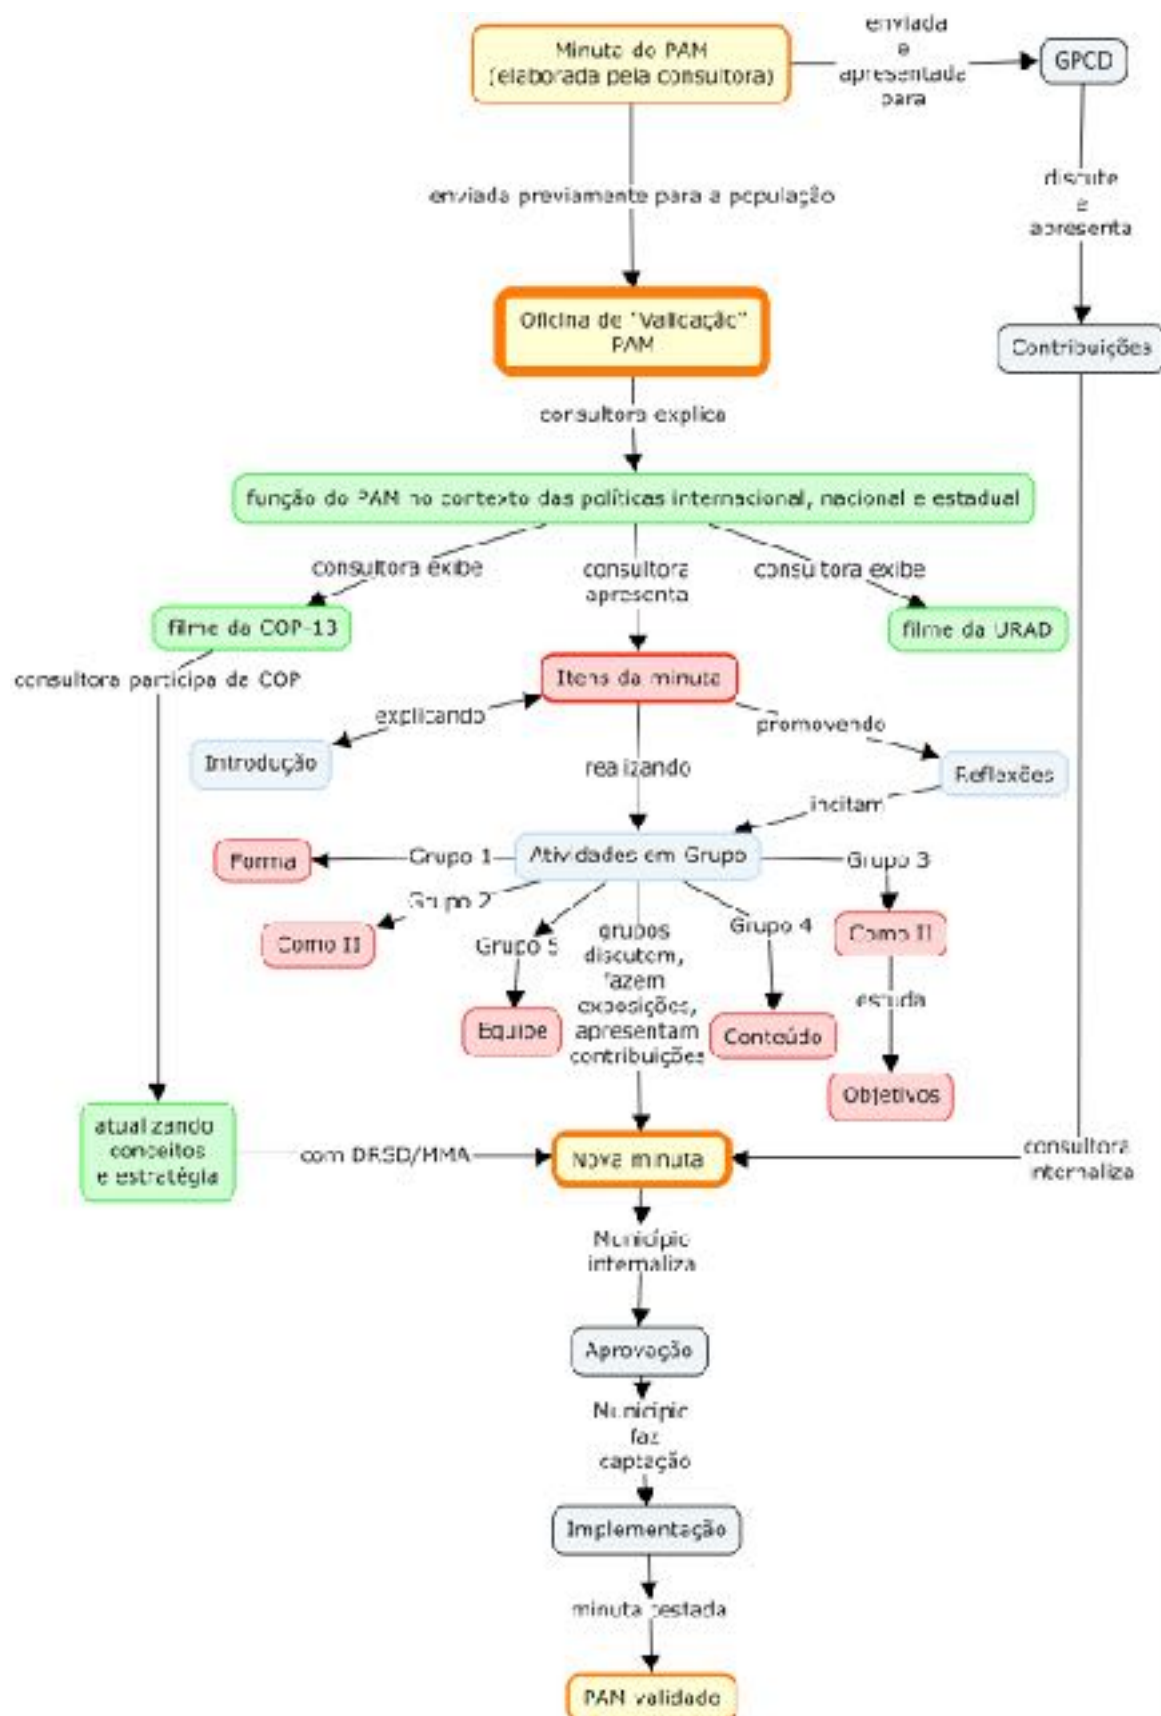 Minuta do PAM
(elaborada pela consultora)
enviada
e
apresentada
para
GPCD
enviada previamente para a população
discute
e
apresenta
Oficina de "Validação"
PAM
Contribuições
consultora explica
função do PAM no contexto das políticas internacional, nacional e estadual
consultora exibe
consultora
apresenta
consultora exibe
filme da COP-13
filme da URAD
consultora participa da COP
Itens da minuta
explicando
promovendo
Introdução
realizando
Reflexões
incitam
Forma
Grupo 1
Atividades em Grupo
Grupo 3
Grupo 2
Como II
Grupo 5
grupos
discutem,
fazem
exposições,
apresentam
contribuições
Grupo 4
Como II
estuda
Equipe
Conteúdo
Objetivos
atualizando
conceitos
e estratégia
com DRSD/MMA
Nova minuta
consultora
internaliza
Município
internaliza
Aprovação
Município
faz
captação
Implementação
minuta testada
PAM validado